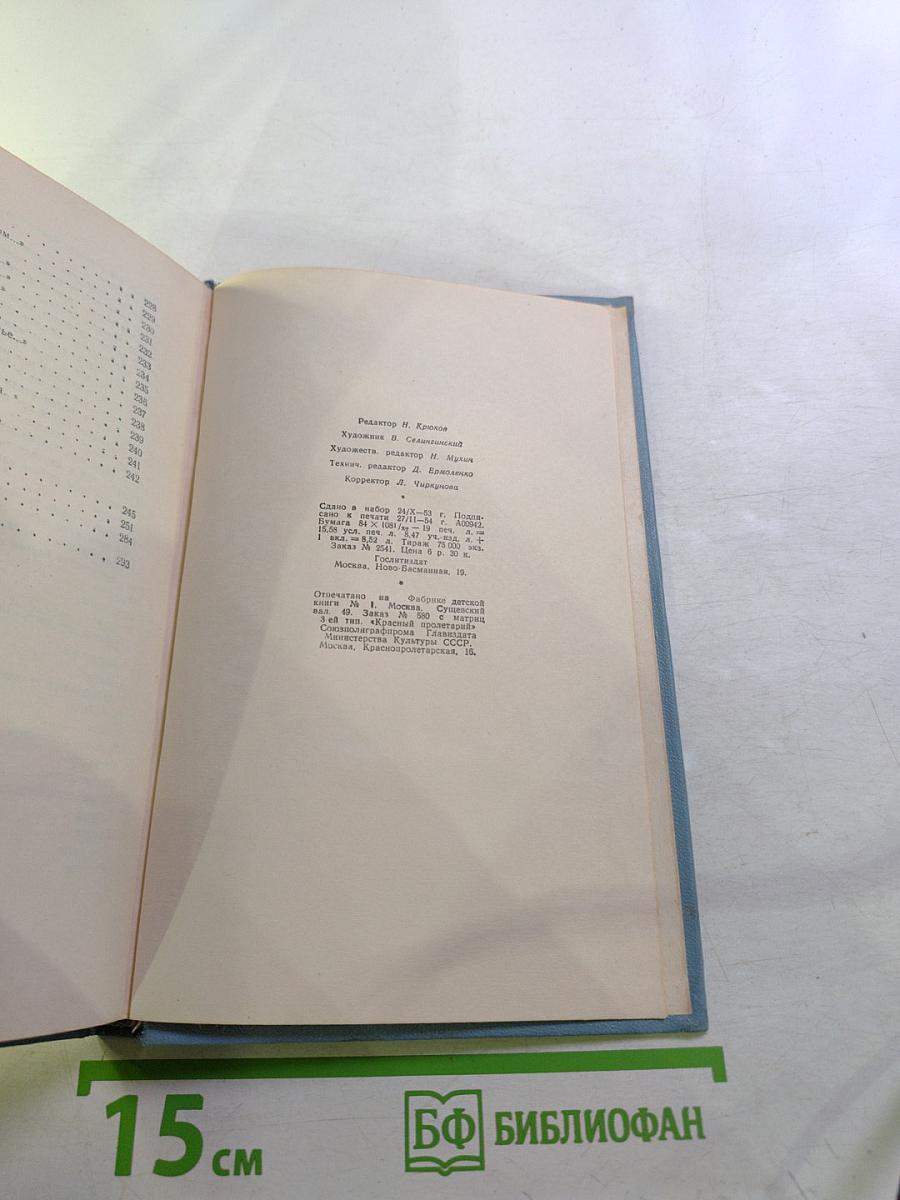 ом...»
ье...»
228
229
230
231
232
233
234
235
236
237
238
239
240
241
242
245
251
284
293
Редактор Н. Крюков
Художник В. Селингинский
Художеств. редактор Н. Мухин
Технич. редактор Д. Ермоленко
Корректор Л. Чиркунова
*
Сдано в набор 24/X—53 г. Подпи-
сано к печати 27/II—54 г. А00942.
Бумага 84 × 108¹/₃₂ — 19 печ. л. =
15,58 усл. печ. л. 8,47 уч.-изд. л. +
1 вкл. = 8,52 л. Тираж 75 000 экз.
Заказ № 2541. Цена 6 р. 30 к.
Гослитиздат
Москва, Ново-Басманная, 19.
*
Отпечатано на Фабрике детской
книги № 1. Москва, Сущевский
вал, 49. Заказ № 580 с матриц
3-ей тип. «Красный пролетарий»
Союзполиграфпрома Главиздата
Министерства Культуры СССР.
Москва, Краснопролетарская, 16.
15 см
БФ БИБЛИОФАН